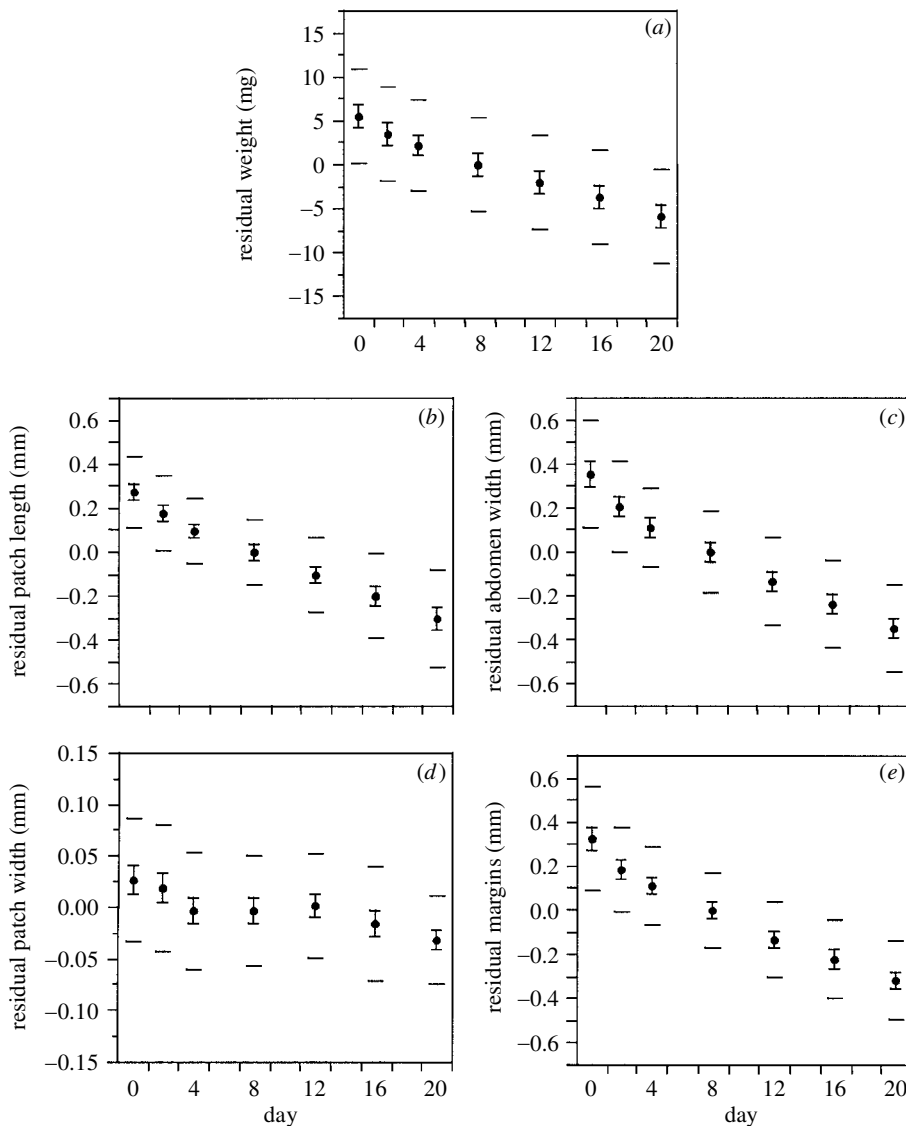 (a)
residual weight (mg)
15
10
5
0
−5
−10
−15
0 4 8 12 16 20
(b)
residual patch length (mm)
0.6
0.4
0.2
0.0
−0.2
−0.4
−0.6
(c)
residual abdomen width (mm)
0.6
0.4
0.2
0.0
−0.2
−0.4
−0.6
(d)
residual patch width (mm)
0.15
0.10
0.05
0.00
−0.05
−0.10
−0.15
0 4 8 12 16 20
day
(e)
residual margins (mm)
0.6
0.4
0.2
0.0
−0.2
−0.4
−0.6
0 4 8 12 16 20
day